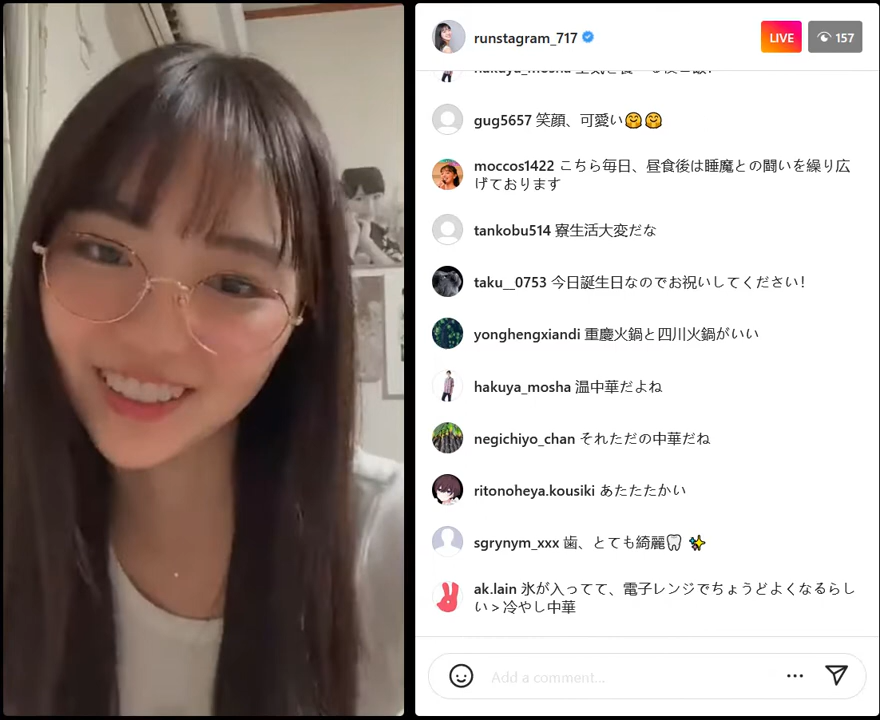 runstagram_717
LIVE
157
gug5657 笑顔、可愛い🤗🤗
moccos1422 こちら毎日、昼食後は睡魔との闘いを繰り広
げております
tankobu514 寮生活大変だな
taku__0753 今日誕生日なのでお祝いしてください！
yonghengxiandi 重慶火鍋と四川火鍋がいい
hakuya_mosha 温中華だよね
negichiyo_chan それただの中華だね
ritonoheya.kousiki あたたたかい
sgrynym_xxx 歯、とても綺麗🦷 ✨
ak.lain 氷が入ってて、電子レンジでちょうどよくなるらし
い＞冷やし中華
Add a comment...